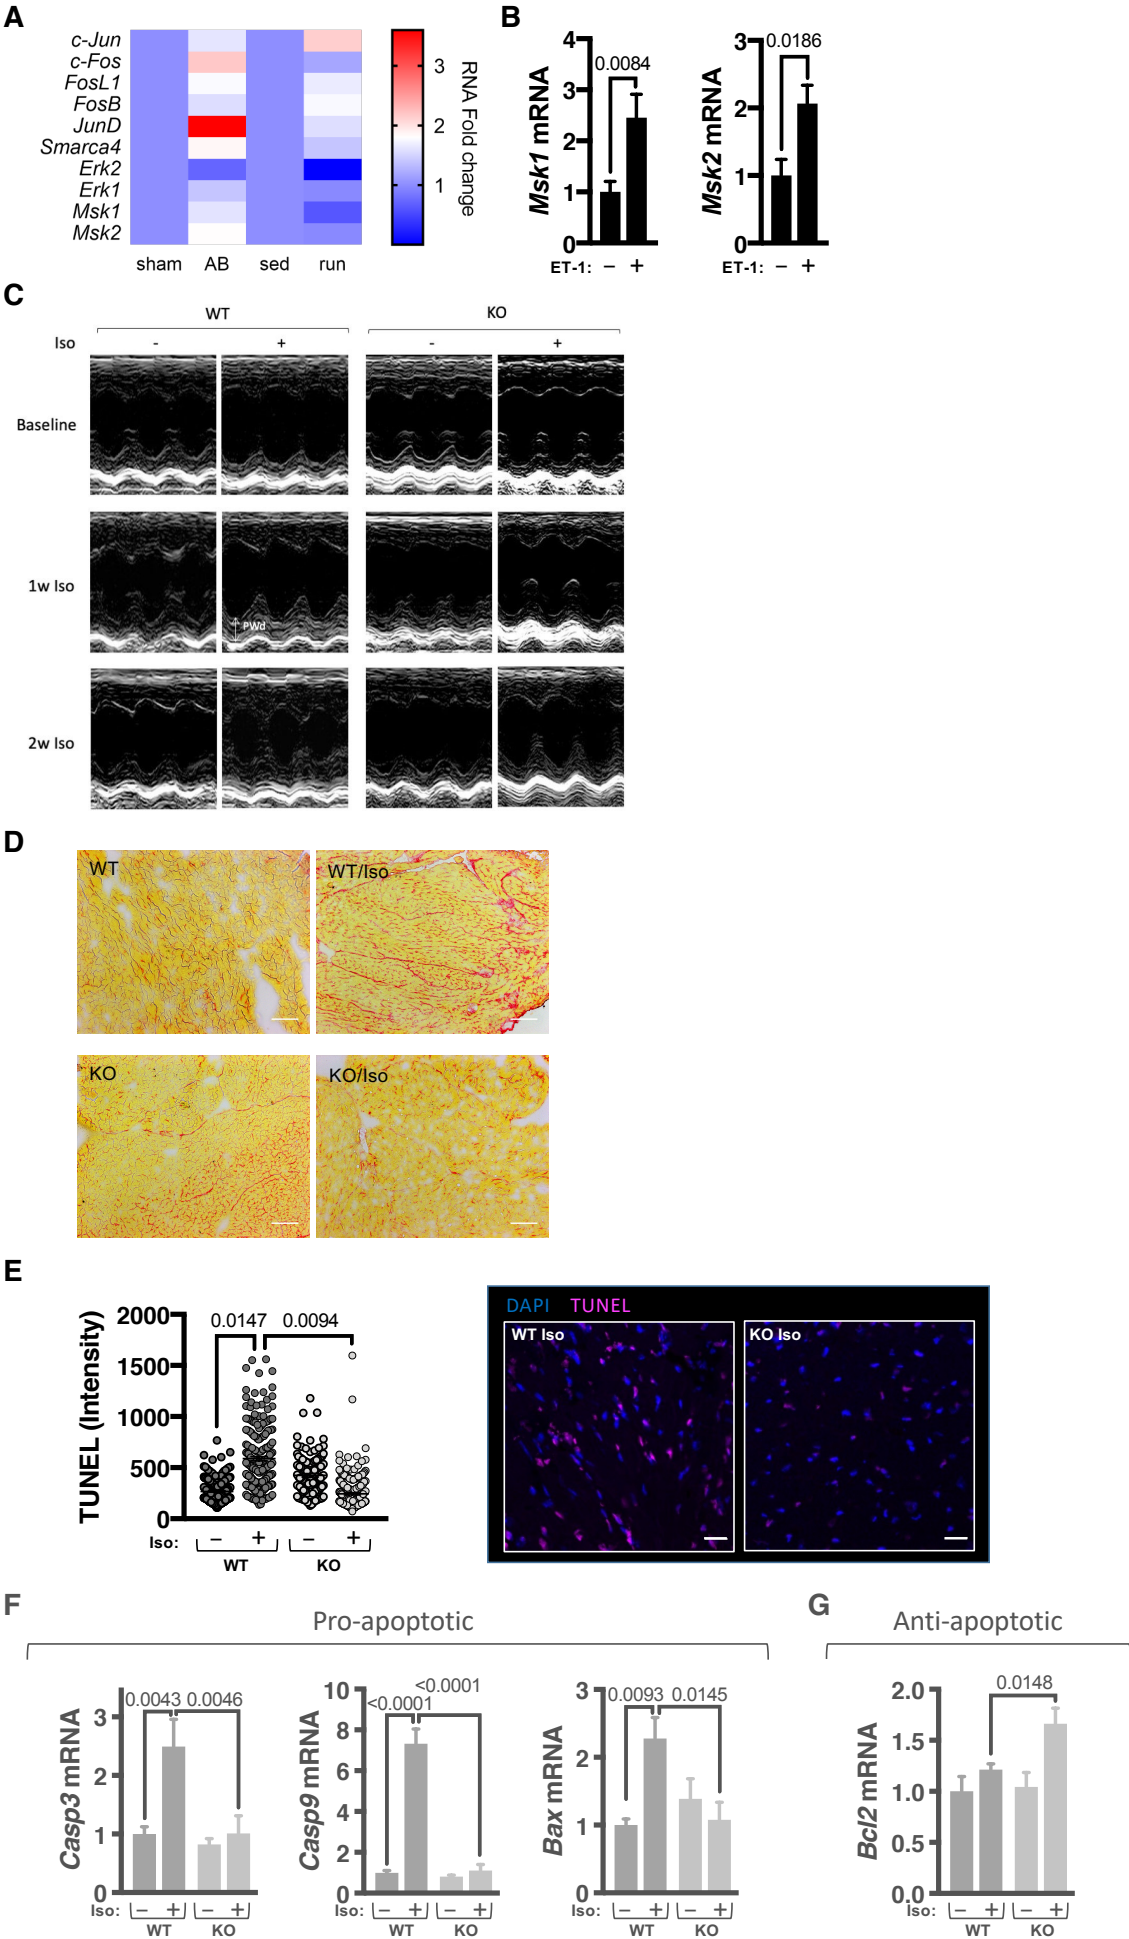 A
c-Jun
c-Fos
FosL1
FosB
JunD
Smarca4
Erk2
Erk1
Msk1
Msk2
sham AB sed run
3
2
1
RNA Fold change
B
Msk1 mRNA
4
3
2
1
0
0.0084
ET-1: – +
Msk2 mRNA
3
2
1
0
0.0186
ET-1: – +
C
WT KO
Iso - + - +
Baseline
1w Iso
PWd
2w Iso
D
WT
WT/Iso
KO
KO/Iso
E
TUNEL (Intensity)
2000
1500
1000
500
0
0.0147 0.0094
Iso: – + – +
WT KO
DAPI TUNEL
WT Iso
KO Iso
F
Pro-apoptotic
Casp3 mRNA
3
2
1
0
0.0043 0.0046
Iso: – + – +
WT KO
Casp9 mRNA
10
8
6
4
2
0
<0.0001
<0.0001
Iso: – + – +
WT KO
Bax mRNA
3
2
1
0
0.0093 0.0145
Iso: – + – +
WT KO
G
Anti-apoptotic
Bcl2 mRNA
2.0
1.5
1.0
0.5
0.0
0.0148
Iso: – + – +
WT KO